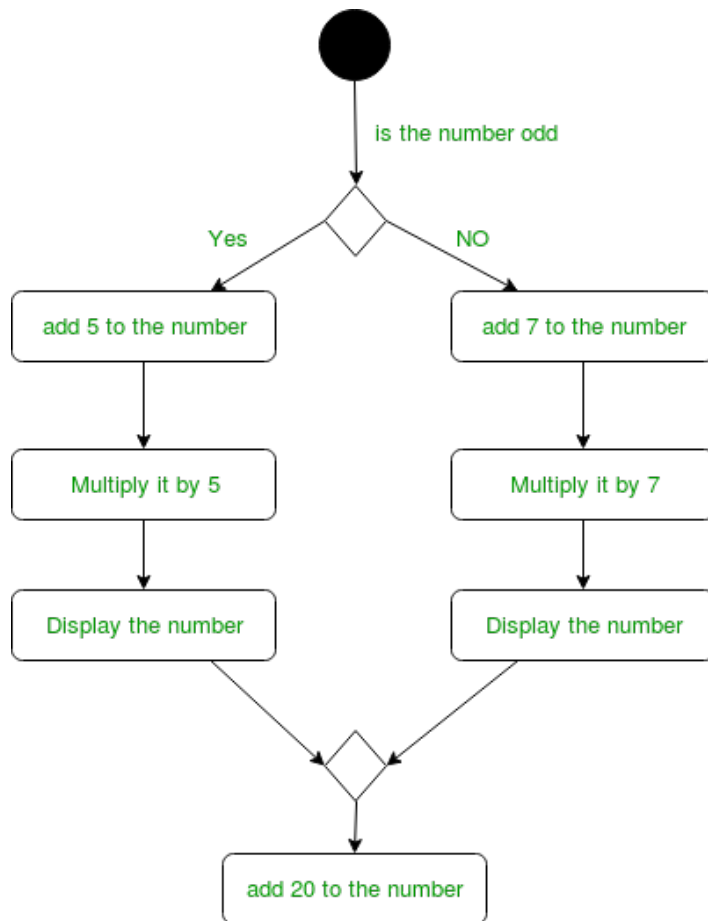 is the number odd
Yes
NO
add 5 to the number
add 7 to the number
Multiply it by 5
Multiply it by 7
Display the number
Display the number
add 20 to the number